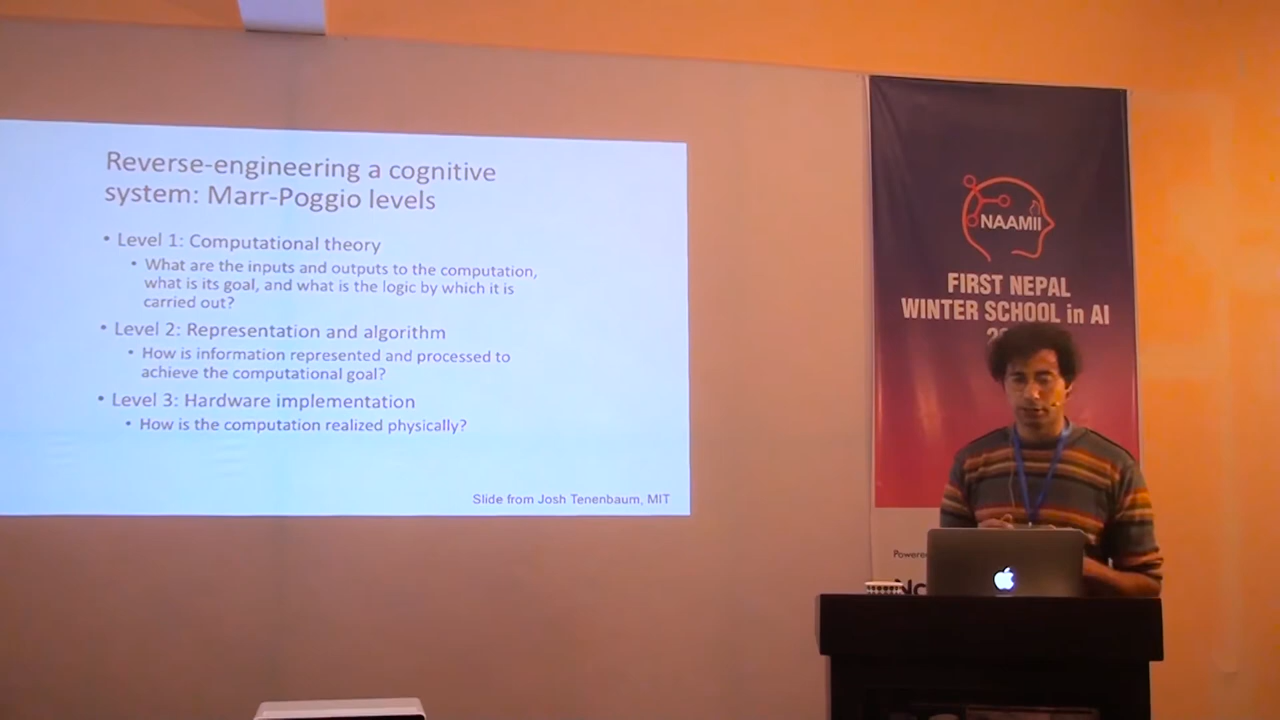 Reverse-engineering a cognitive
system: Marr-Poggio levels
• Level 1: Computational theory
• What are the inputs and outputs to the computation,
what is its goal, and what is the logic by which it is
carried out?
• Level 2: Representation and algorithm
• How is information represented and processed to
achieve the computational goal?
• Level 3: Hardware implementation
• How is the computation realized physically?
Slide from Josh Tenenbaum, MIT
NAAMII
FIRST NEPAL
WINTER SCHOOL in AI